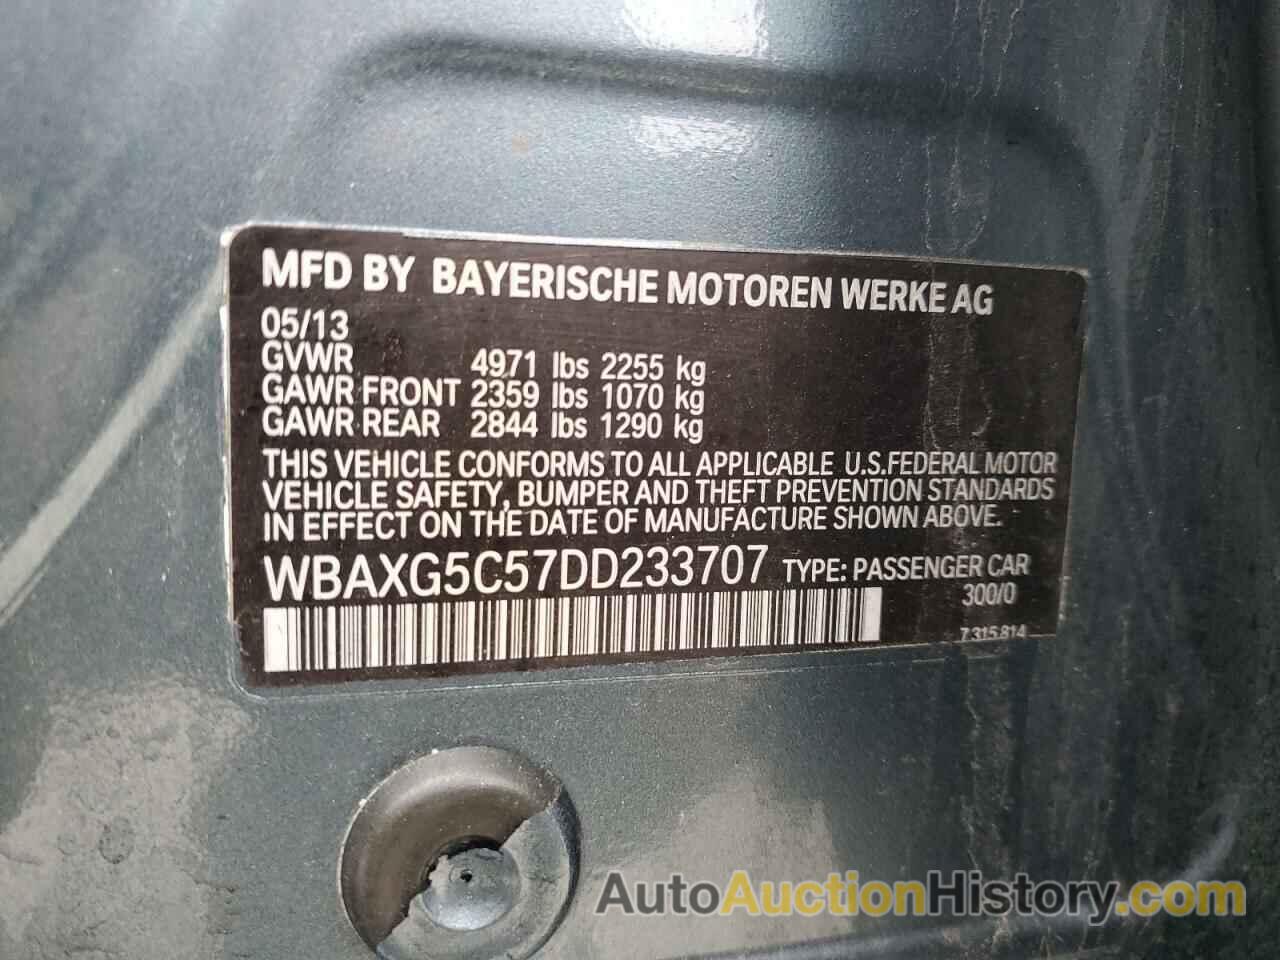 MFD BY BAYERISCHE MOTOREN WERKE AG
05/13
GVWR 4971 lbs 2255 kg
GAWR FRONT 2359 lbs 1070 kg
GAWR REAR 2844 lbs 1290 kg
THIS VEHICLE CONFORMS TO ALL APPLICABLE U.S.FEDERAL MOTOR
VEHICLE SAFETY, BUMPER AND THEFT PREVENTION STANDARDS
IN EFFECT ON THE DATE OF MANUFACTURE SHOWN ABOVE.
WBAXG5C57DD233707 TYPE: PASSENGER CAR
300/0
7 315 814
AutoAuctionHistory.com